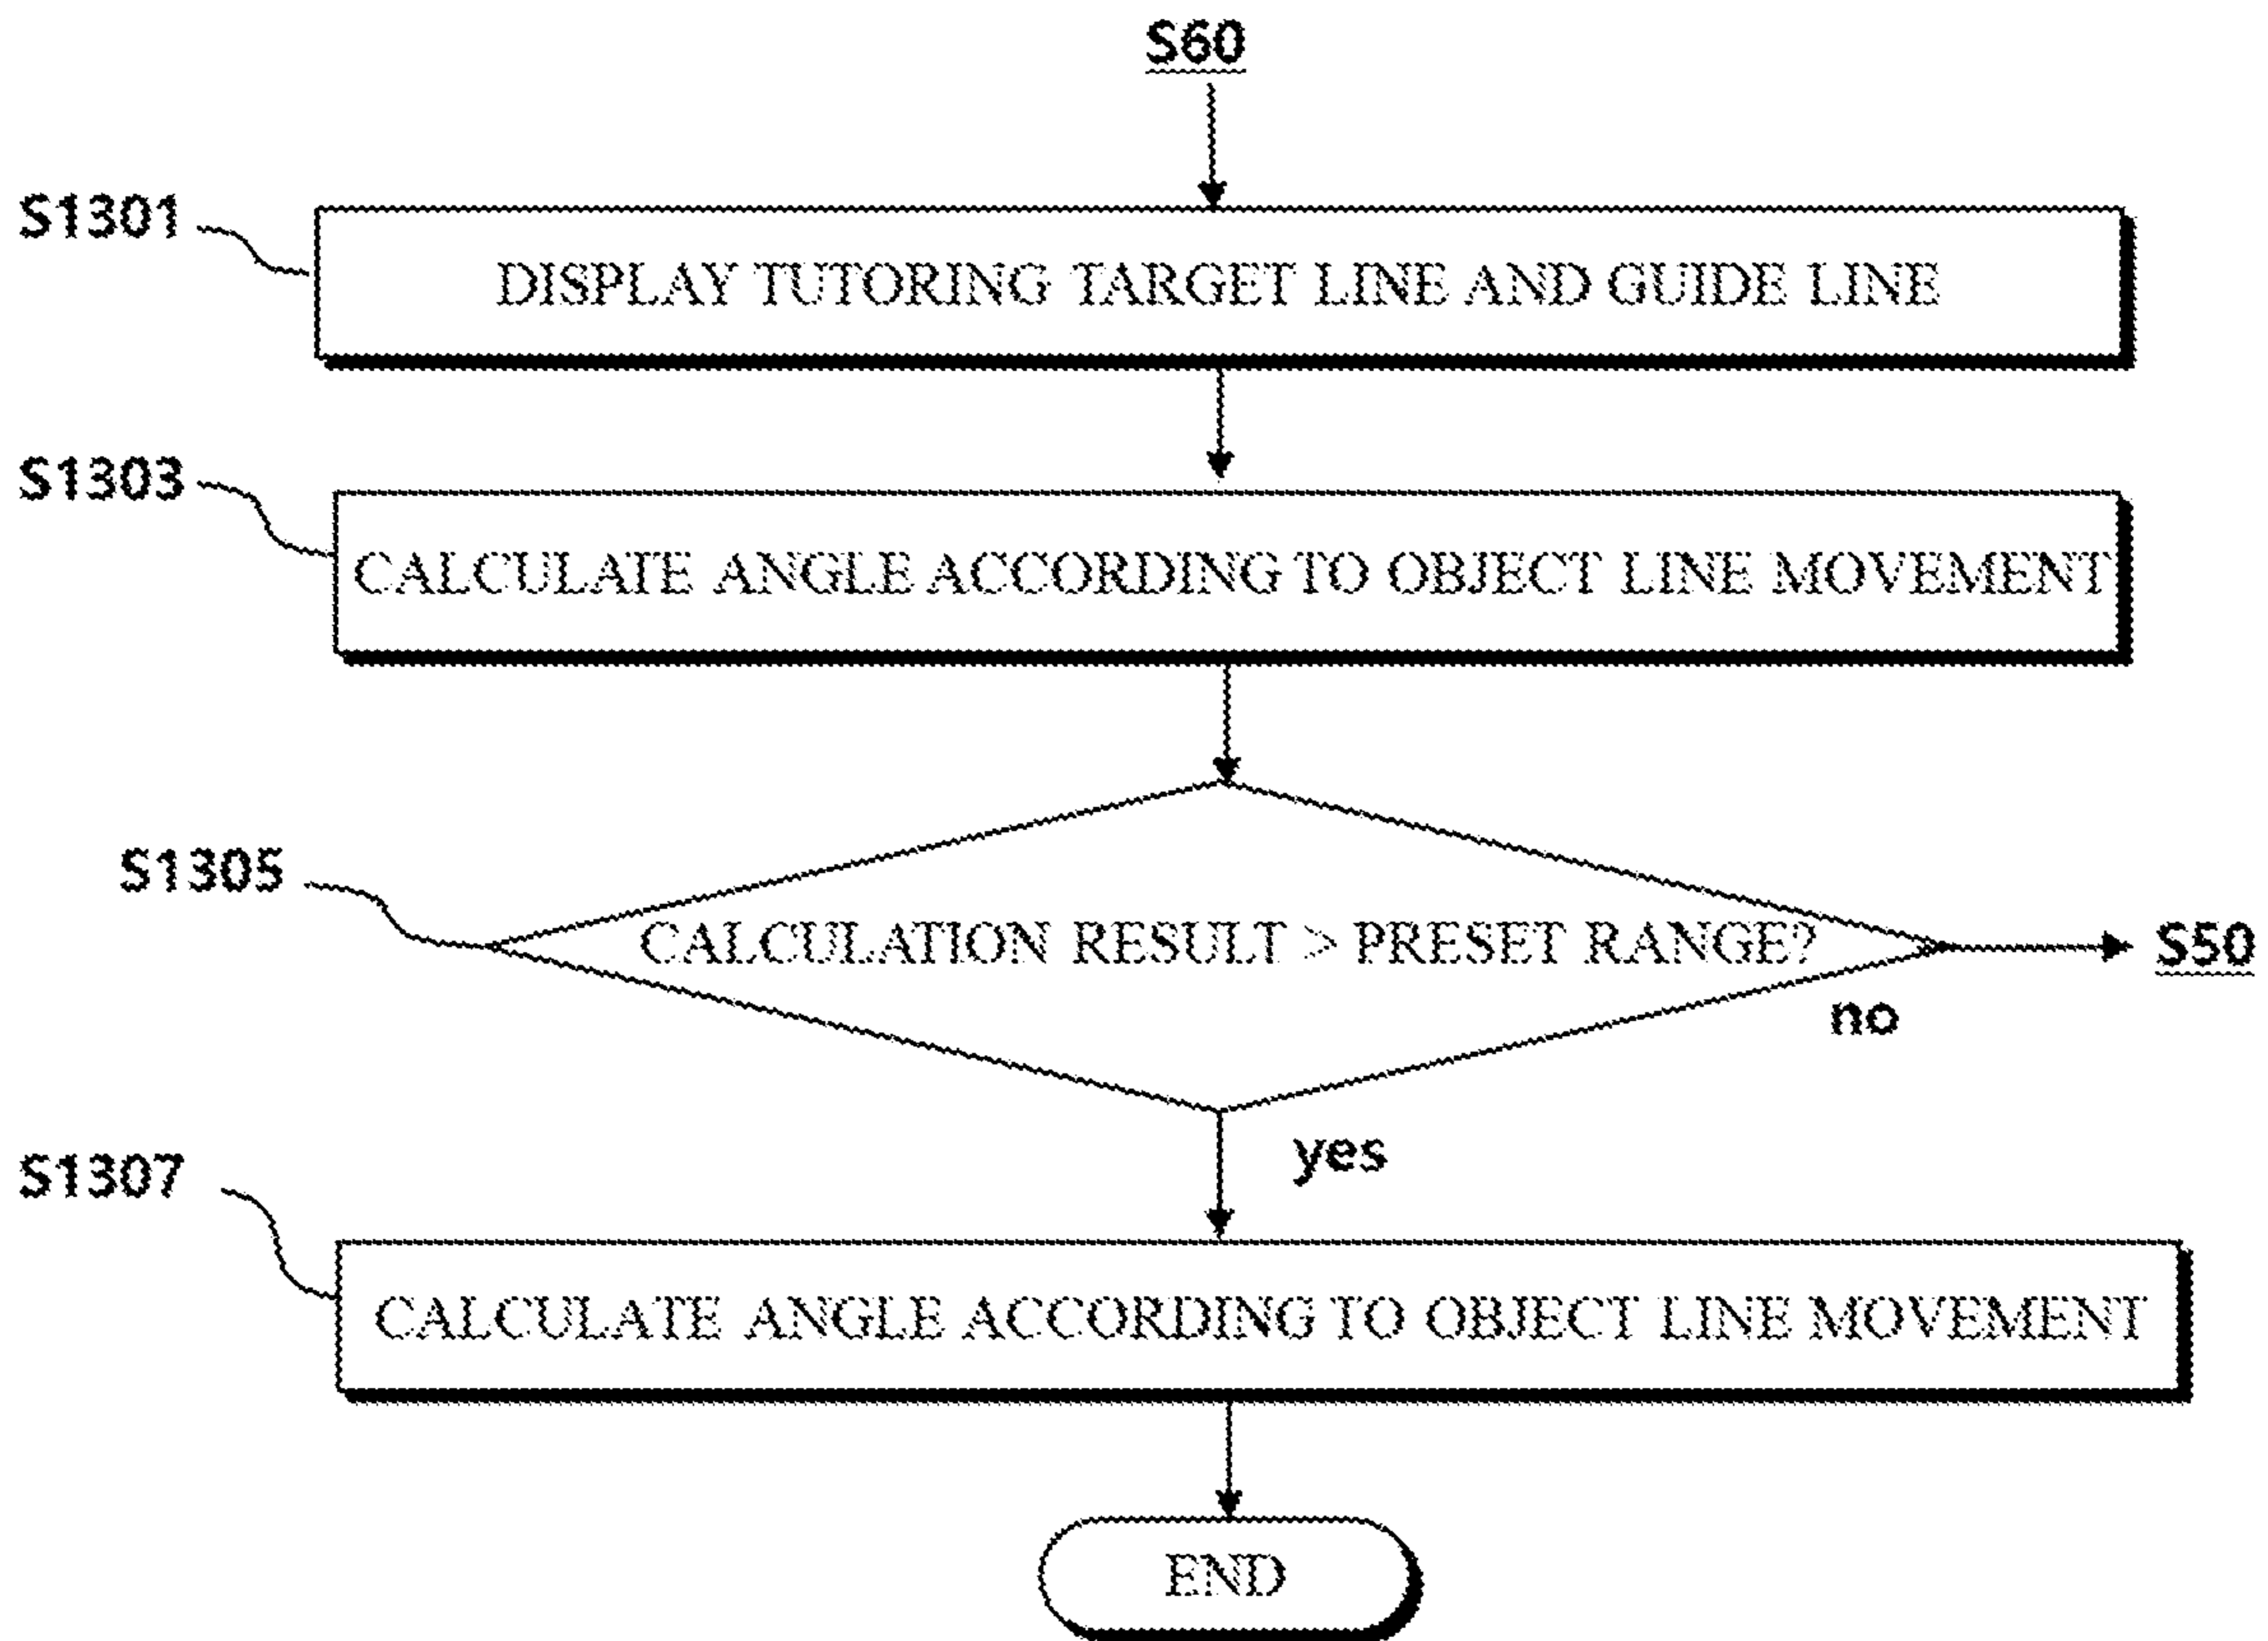 S60
S1301
DISPLAY TUTORING TARGET LINE AND GUIDE LINE
S1303
CALCULATE ANGLE ACCORDING TO OBJECT LINE MOVEMENT
S1305
CALCULATION RESULT > PRESET RANGE?
S50
no
yes
S1307
CALCULATE ANGLE ACCORDING TO OBJECT LINE MOVEMENT
END